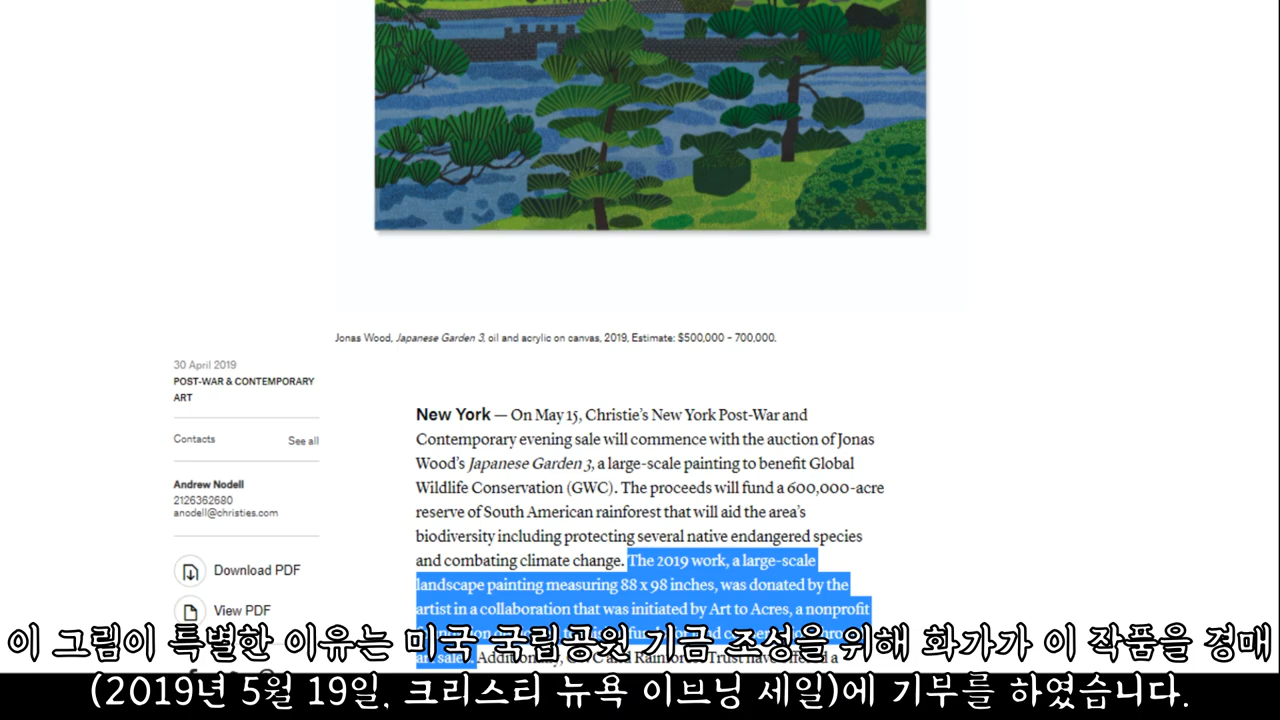 Jonas Wood, Japanese Garden 3, oil and acrylic on canvas, 2019, Estimate: $500,000 – 700,000.
30 April 2019
POST-WAR & CONTEMPORARY
ART
Contacts See all
Andrew Nodell
2126362680
anodell@christies.com
Download PDF
View PDF
New York — On May 15, Christie's New York Post-War and
Contemporary evening sale will commence with the auction of Jonas
Wood's Japanese Garden 3, a large-scale painting to benefit Global
Wildlife Conservation (GWC). The proceeds will fund a 600,000-acre
reserve of South American rainforest that will aid the area's
biodiversity including protecting several native endangered species
and combating climate change. The 2019 work, a large-scale
landscape painting measuring 88 x 98 inches, was donated by the
artist in a collaboration that was initiated by Art to Acres, a nonprofit
art sales. Additionally, GWC and Rainforest Trust have offered a
이 그림이 특별한 이유는 미국 국립공원 기금 조성을 위해 화가가 이 작품을 경매
(2019년 5월 19일, 크리스티 뉴욕 이브닝 세일)에 기부를 하였습니다.